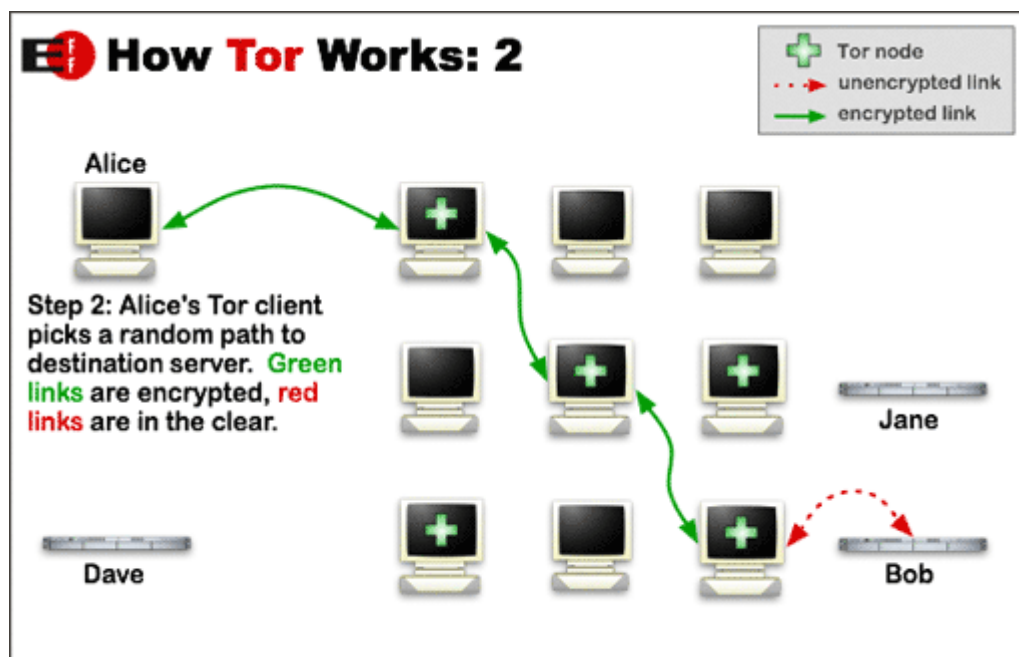 EFF How Tor Works: 2
Tor node
unencrypted link
encrypted link
Alice
Step 2: Alice's Tor client
picks a random path to
destination server. Green
links are encrypted, red
links are in the clear.
Jane
Dave
Bob